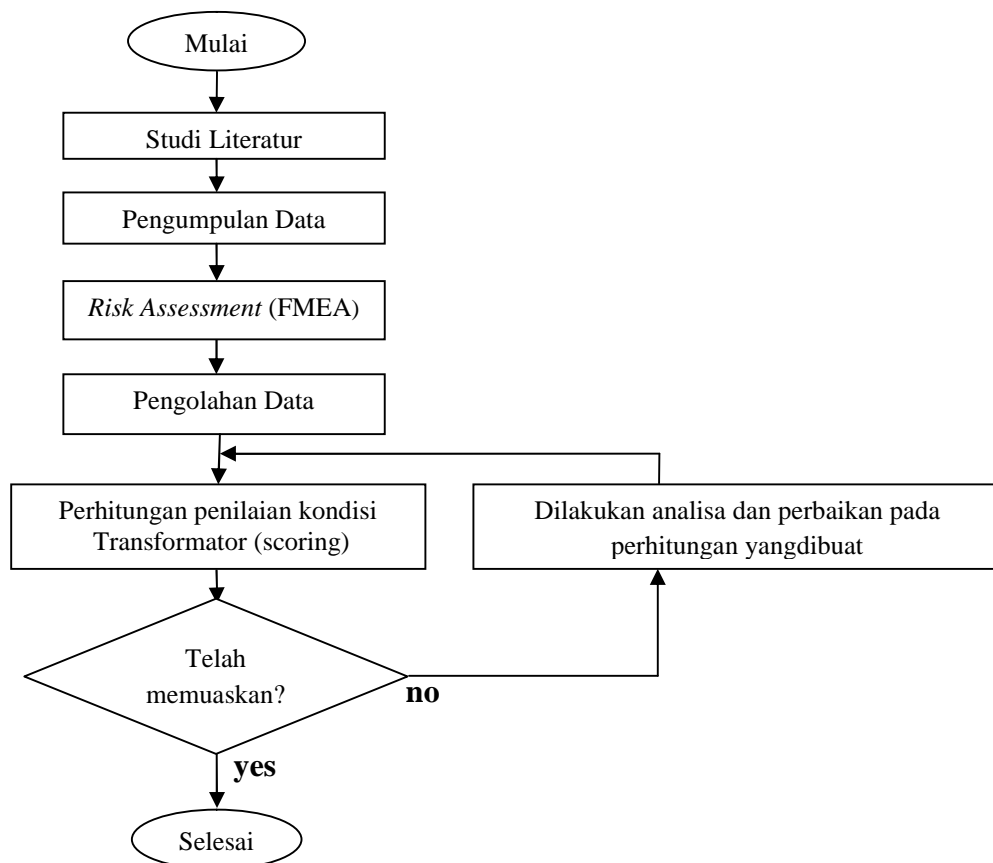 Mulai
Studi Literatur
Pengumpulan Data
Risk Assessment (FMEA)
Pengolahan Data
Perhitungan penilaian kondisi
Transformator (scoring)
Dilakukan analisa dan perbaikan pada
perhitungan yangdibuat
Telah
memuaskan?
no
yes
Selesai